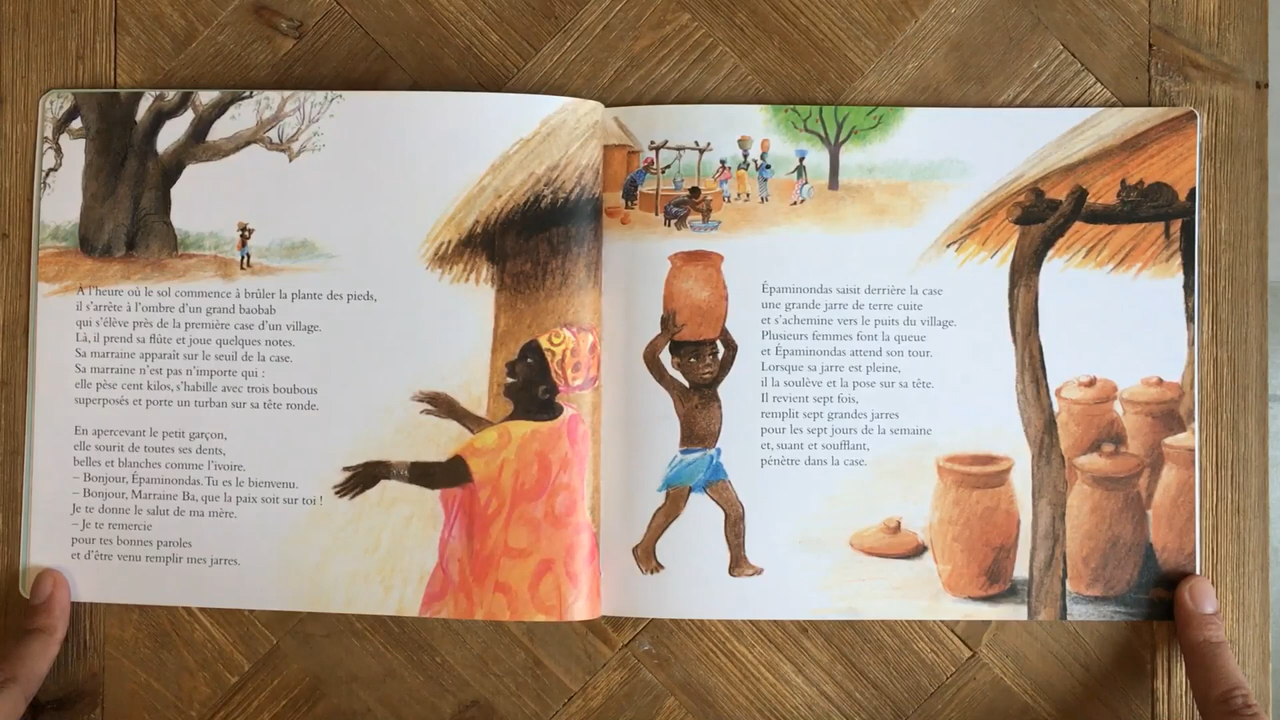 À l'heure où le sol commence à brûler la plante des pieds,
il s'arrête à l'ombre d'un grand baobab
qui s'élève près de la première case d'un village.
Là, il prend sa flûte et joue quelques notes.
Sa marraine apparaît sur le seuil de la case.
Sa marraine n'est pas n'importe qui :
elle pèse cent kilos, s'habille avec trois boubous
superposés et porte un turban sur sa tête ronde.
En apercevant le petit garçon,
elle sourit de toutes ses dents,
belles et blanches comme l'ivoire.
– Bonjour, Épaminondas. Tu es le bienvenu.
– Bonjour, Marraine Ba, que la paix soit sur toi !
Je te donne le salut de ma mère.
– Je te remercie
pour tes bonnes paroles
et d'être venu remplir mes jarres.
Épaminondas saisit derrière la case
une grande jarre de terre cuite
et s'achemine vers le puits du village.
Plusieurs femmes font la queue
et Épaminondas attend son tour.
Lorsque sa jarre est pleine,
il la soulève et la pose sur sa tête.
Il revient sept fois,
remplit sept grandes jarres
pour les sept jours de la semaine
et, suant et soufflant,
pénètre dans la case.